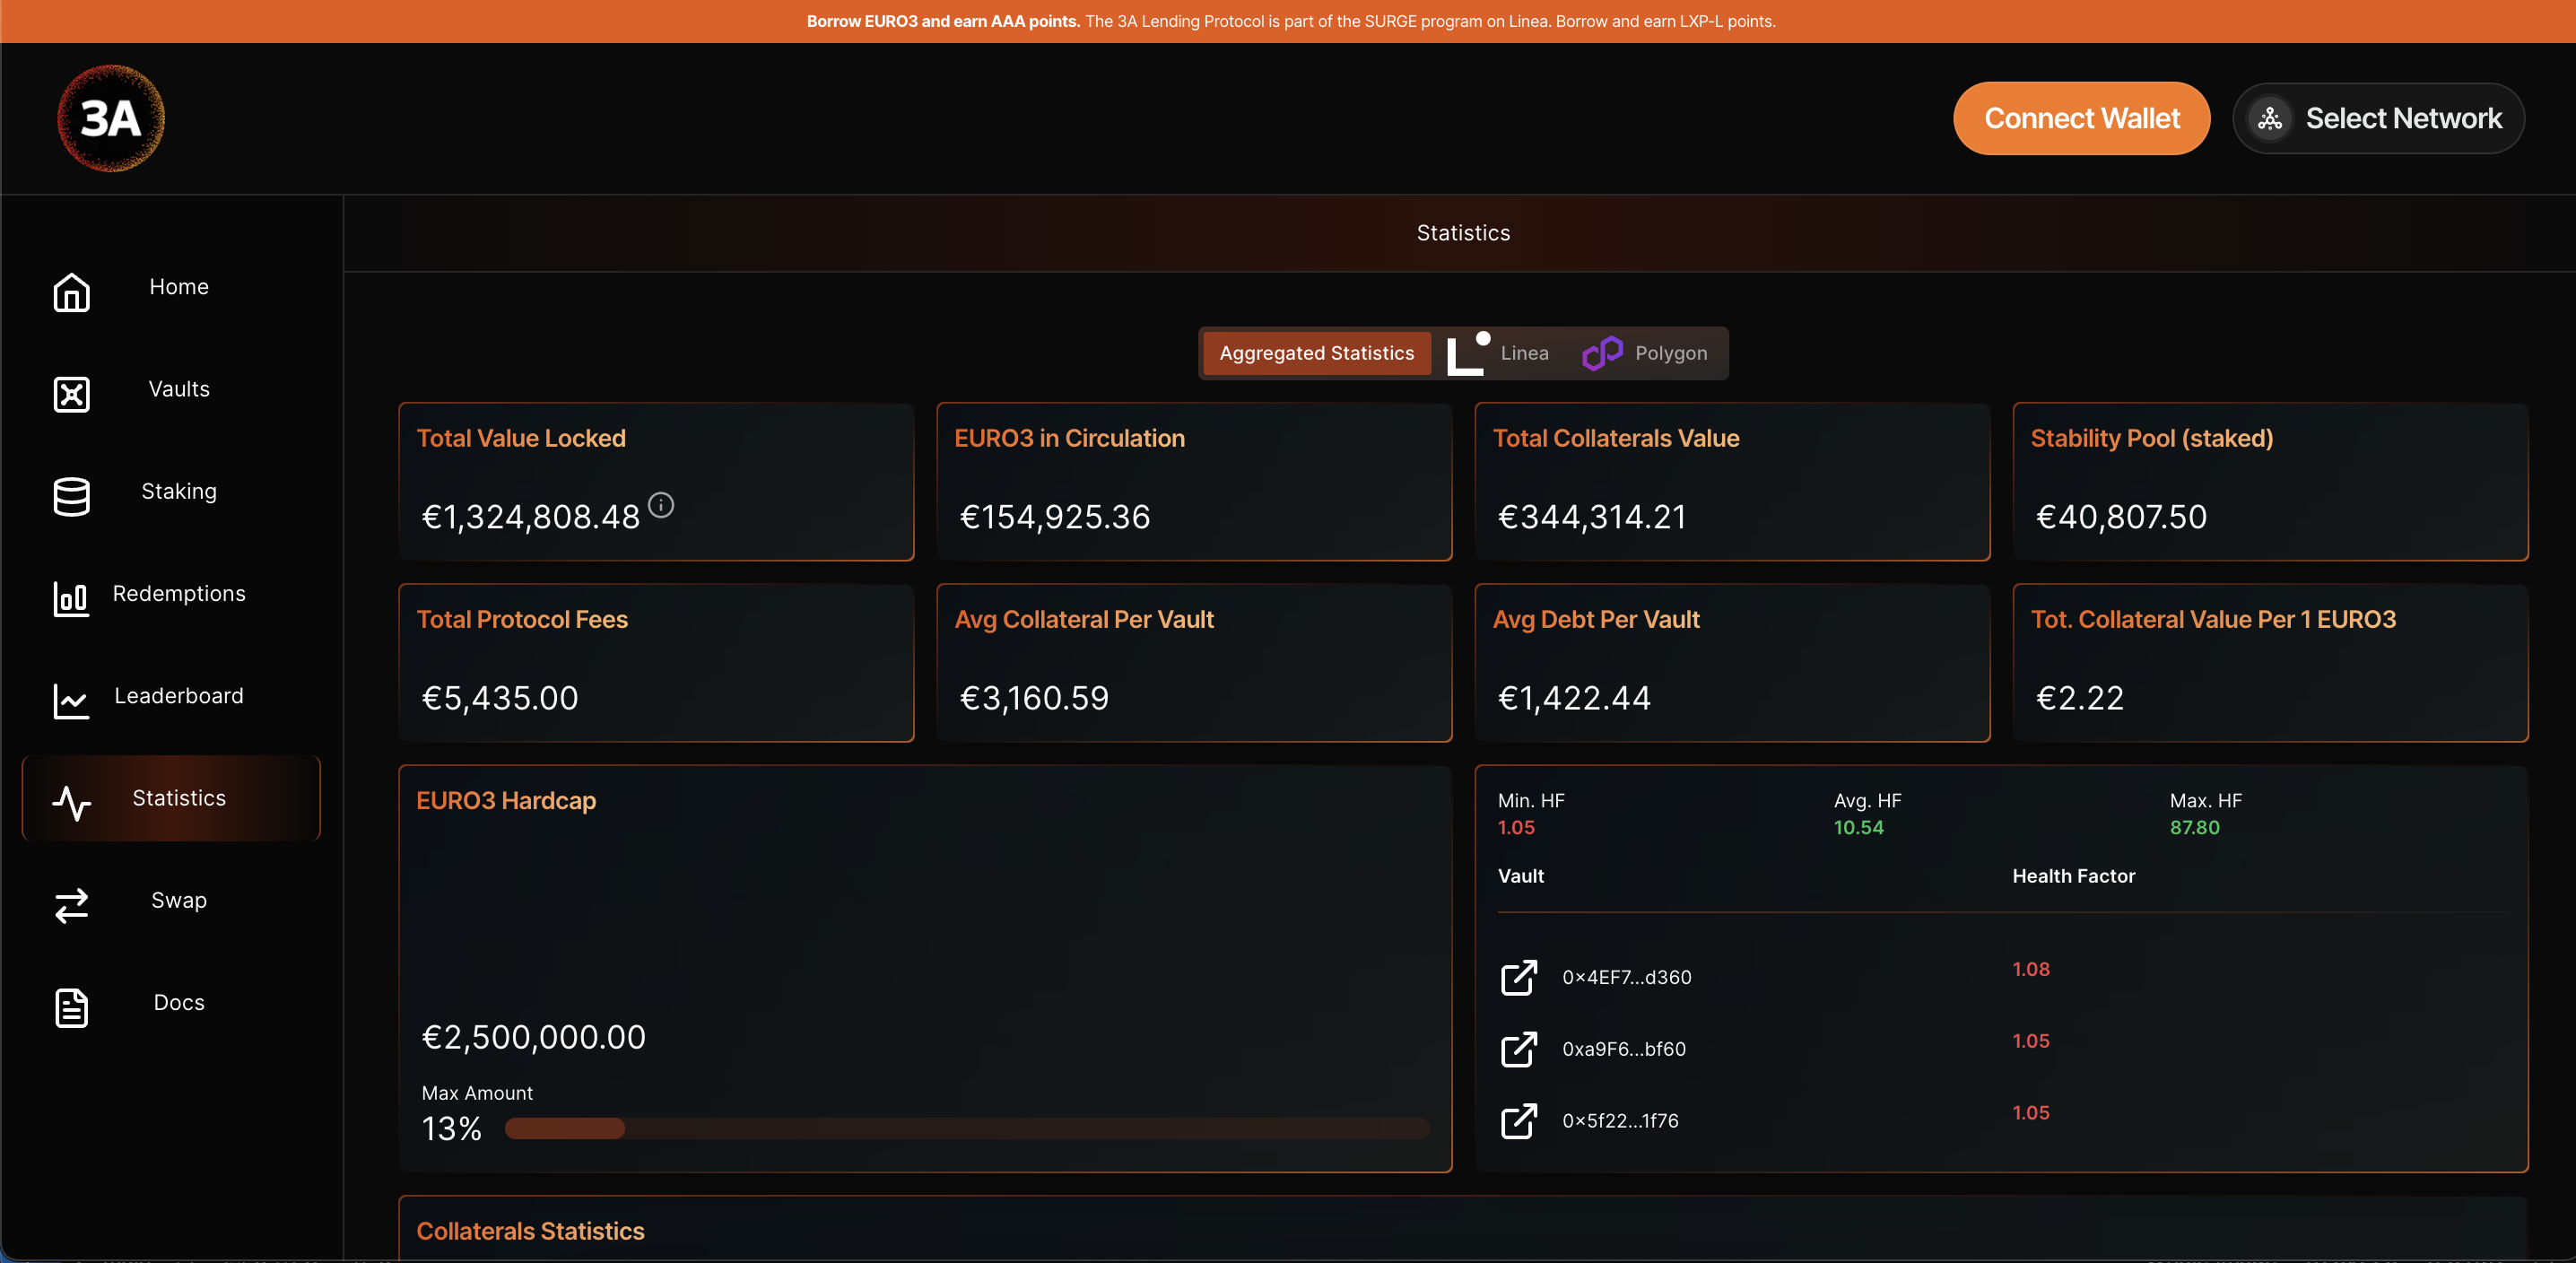 Borrow EURO3 and earn AAA points. The 3A Lending Protocol is part of the SURGE program on Linea. Borrow and earn LXP-L points.
3A
Connect Wallet
Select Network
Statistics
Home
Vaults
Staking
Redemptions
Leaderboard
Statistics
Swap
Docs
Aggregated Statistics
Linea
Polygon
Total Value Locked
€1,324,808.48
EURO3 in Circulation
€154,925.36
Total Collaterals Value
€344,314.21
Stability Pool (staked)
€40,807.50
Total Protocol Fees
€5,435.00
Avg Collateral Per Vault
€3,160.59
Avg Debt Per Vault
€1,422.44
Tot. Collateral Value Per 1 EURO3
€2.22
EURO3 Hardcap
€2,500,000.00
Max Amount
13%
Min. HF
1.05
Avg. HF
10.54
Max. HF
87.80
Vault Health Factor
0x4EF7...d360 1.08
0xa9F6...bf60 1.05
0x5f22...1f76 1.05
Collaterals Statistics